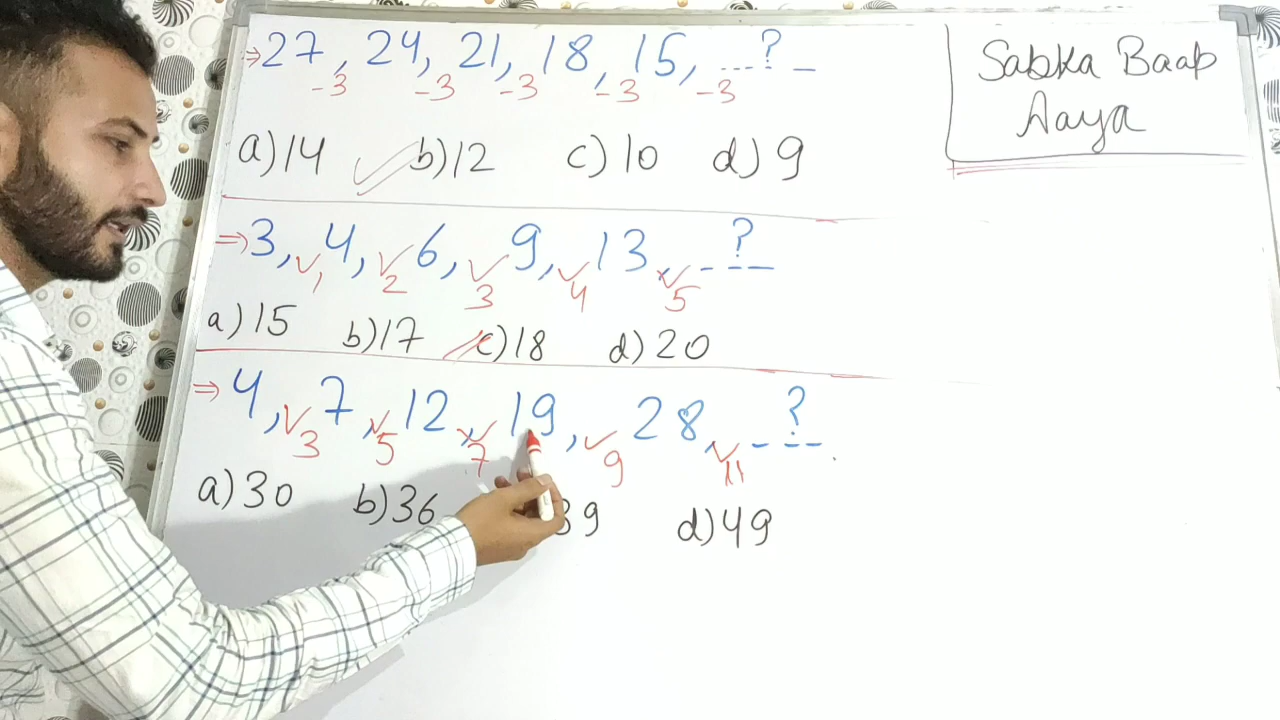 ⇒27, 24, 21, 18, 15, ---?-
-3 -3 -3 -3 -3
a)14 b)12 c)10 d)9
⇒3, 4, 6, 9, 13, -?--
1 2 3 4 5
a)15 b)17 c)18 d)20
⇒4, 7, 12, 19, 28, -?--
3 5 7 9 11
a)30 b)36 39 d)49
Sabka Baap
Aaya